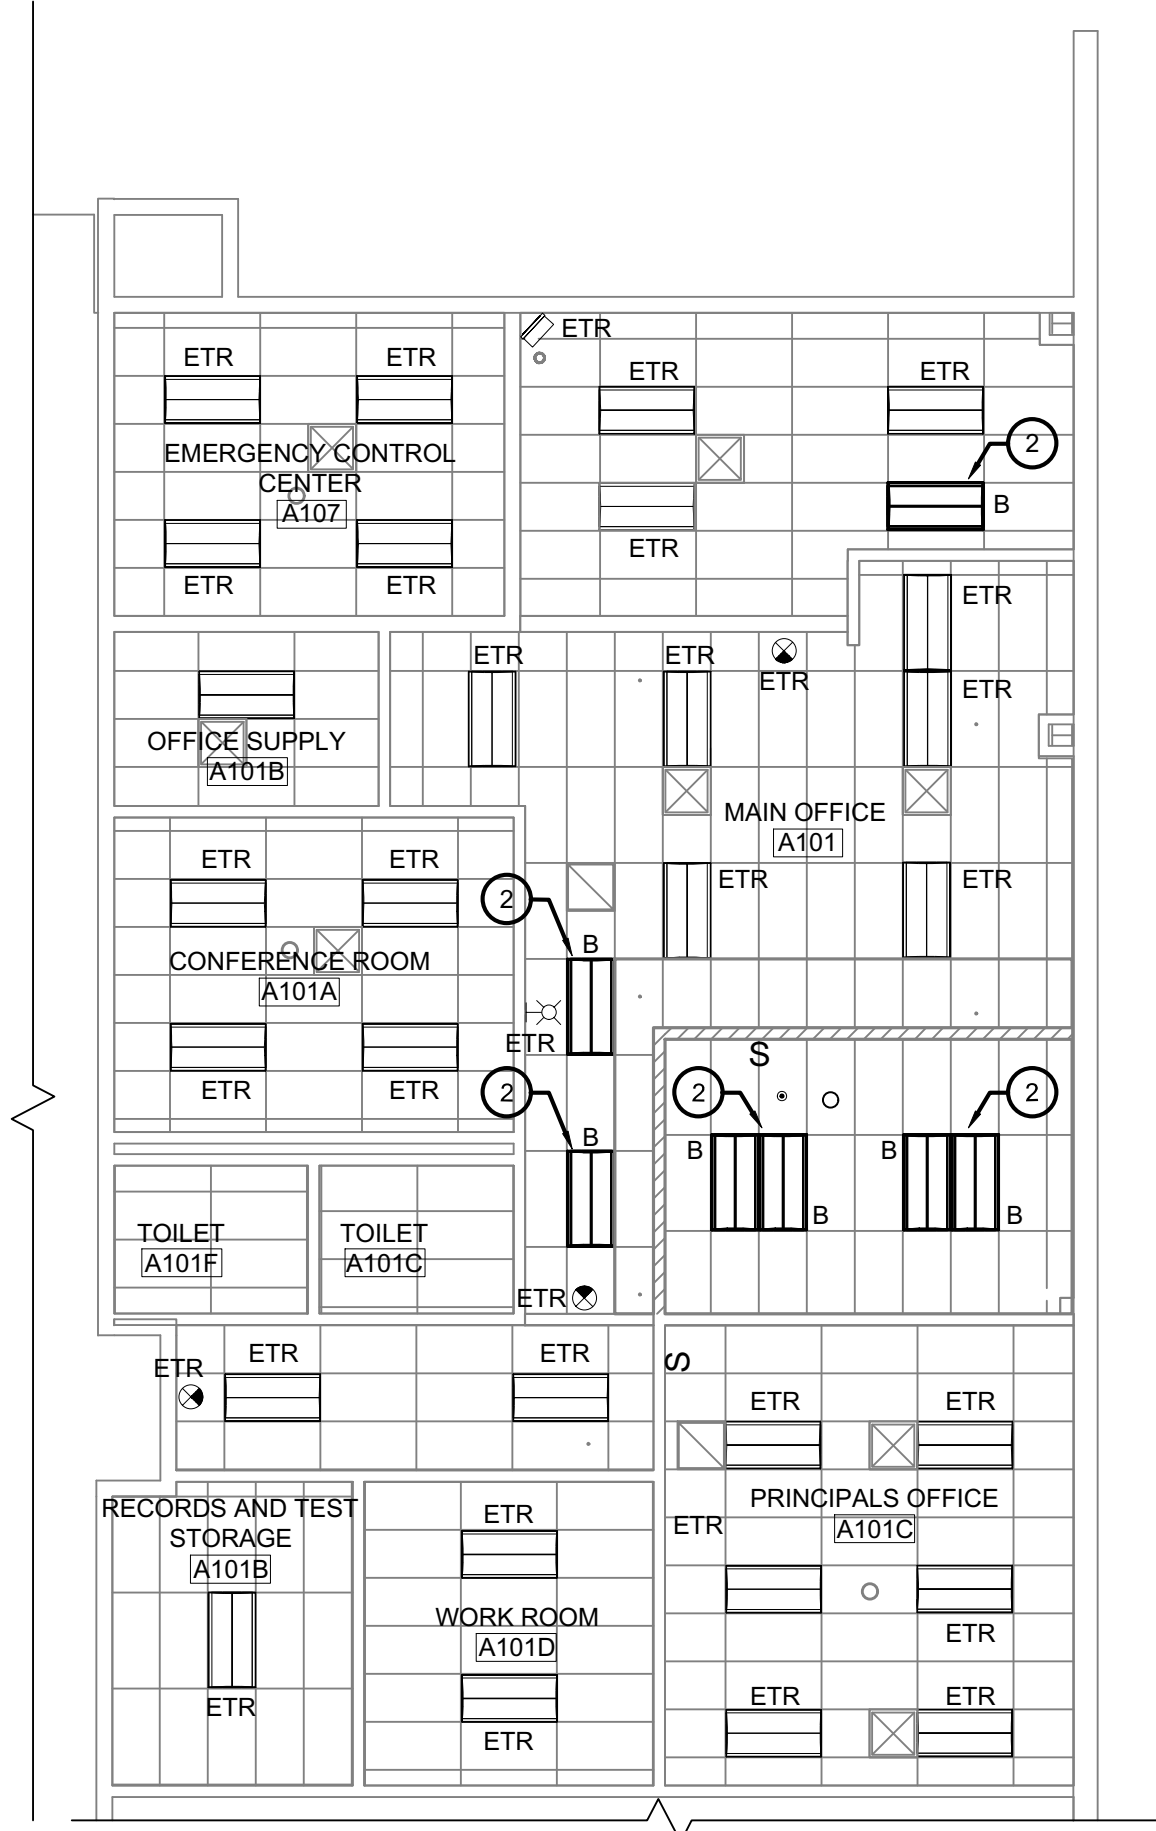 ETR
ETR
ETR
ETR
ETR
2
EMERGENCY CONTROL
CENTER
A107
B
ETR
ETR
ETR
ETR
ETR
ETR
ETR
ETR
ETR
OFFICE SUPPLY
A101B
MAIN OFFICE
A101
ETR
ETR
ETR
ETR
2
B
CONFERENCE ROOM
A101A
ETR
S
ETR
ETR
2
2
2
B
B
B
B
B
TOILET
A101F
TOILET
A101C
ETR
ETR
ETR
ETR
S
ETR
ETR
RECORDS AND TEST
STORAGE
A101B
ETR
PRINCIPALS OFFICE
A101C
ETR
WORK ROOM
A101D
ETR
ETR
ETR
ETR
ETR